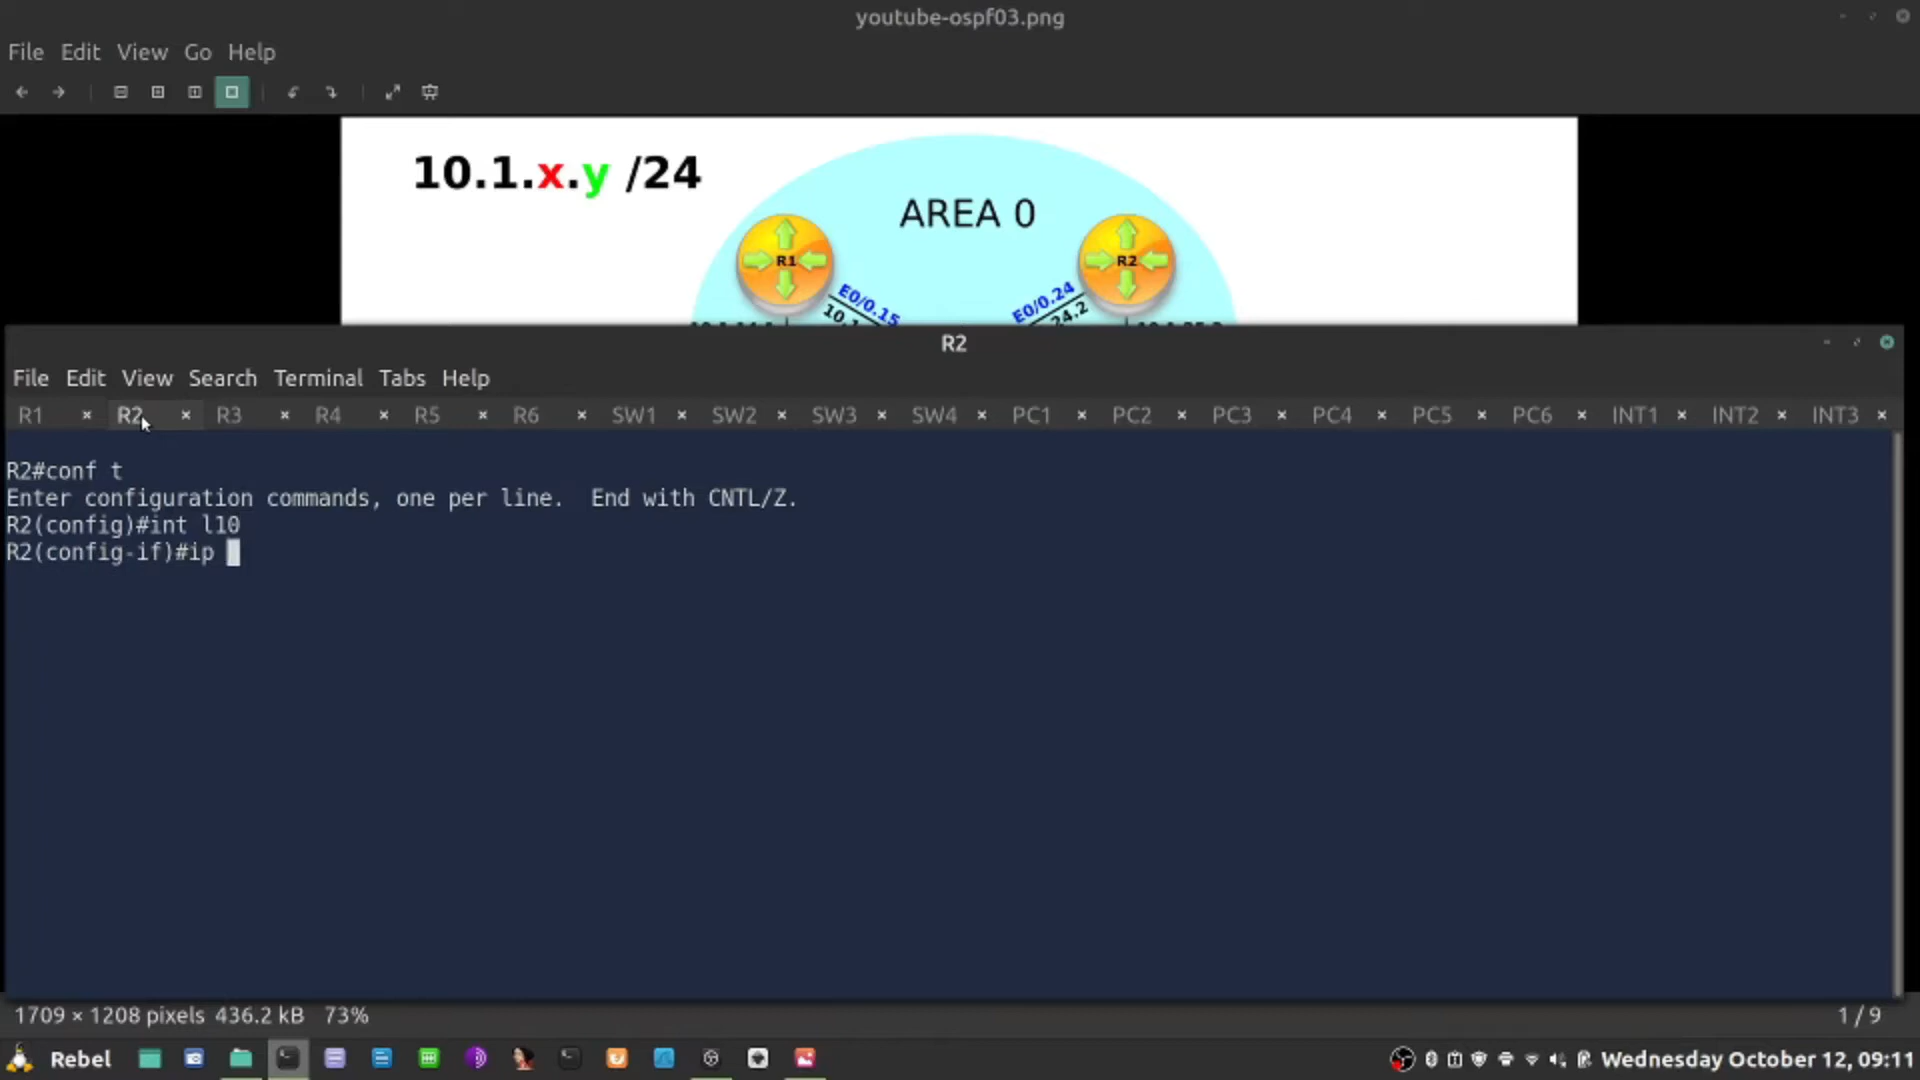 youtube-ospf03.png
File Edit View Go Help
10.1.x.y /24
AREA 0
R1
R2
E0/0.15
E0/0.24
10.1
24.2
R2
File Edit View Search Terminal Tabs Help
R1 R2 R3 R4 R5 R6 SW1 SW2 SW3 SW4 PC1 PC2 PC3 PC4 PC5 PC6 INT1 INT2 INT3
R2#conf t
Enter configuration commands, one per line.  End with CNTL/Z.
R2(config)#int l10
R2(config-if)#ip
1709 × 1208 pixels 436.2 kB 73%
1 / 9
Rebel
Wednesday October 12, 09:11